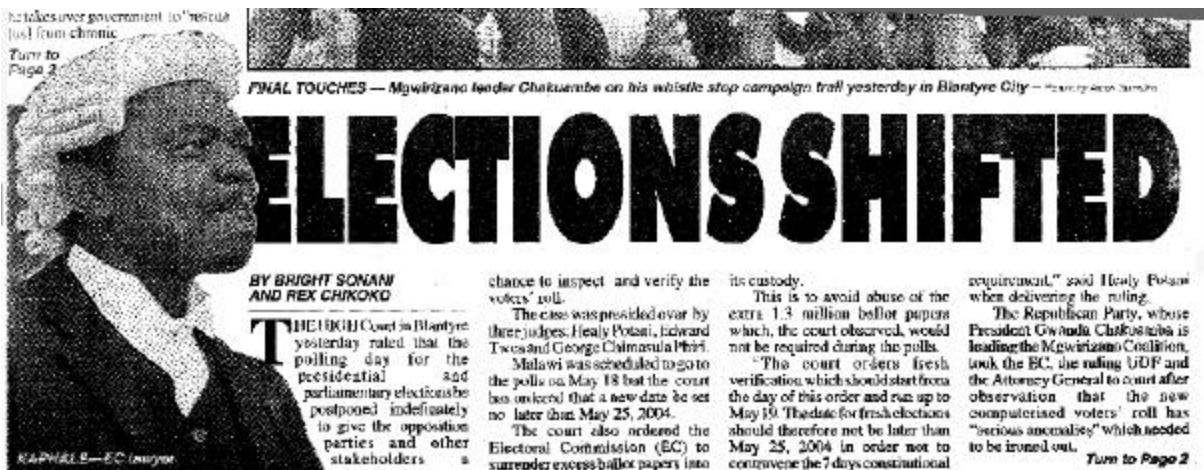 he takes over government to "rescue
[us] from chronic
Turn to
Page 2
FINAL TOUCHES — Mgwirizano leader Chakuamba on his whistle stop campaign trail yesterday in Blantyre City —
ELECTIONS SHIFTED
KAPHALE—EC lawyer
BY BRIGHT SONANI
AND REX CHIKOKO
THE HIGH Court in Blantyre
yesterday ruled that the
polling day for the
presidential and
parliamentary elections be
postponed indefinately
to give the opposition
parties and other
stakeholders a
chance to inspect and verify the
voters' roll.
The case was presided over by
three judges: Healy Potani, Edward
Twea and George Chimasula Phiri.
Malawi was scheduled to go to
the polls on May 18 but the court
has ordered that a new date be set
no later than May 25, 2004.
The court also ordered the
Electoral Commission (EC) to
surrender excess ballot papers into
its custody.
This is to avoid abuse of the
extra 1.3 million ballot papers
which, the court observed, would
not be required during the polls.
"The court orders fresh
verification which should start from
the day of this order and run up to
May 19. The date for fresh elections
should therefore not be later than
May 25, 2004 in order not to
contravene the 7 days constitutional
requirement," said Healy Potani
when delivering the ruling.
The Republican Party, whose
President Gwanda Chakuamba is
leading the Mgwirizano Coalition,
took the EC, the ruling UDF and
the Attorney General to court after
observation that the new
computerised voters' roll has
"serious anomalies" which needed
to be ironed out.
Turn to Page 2